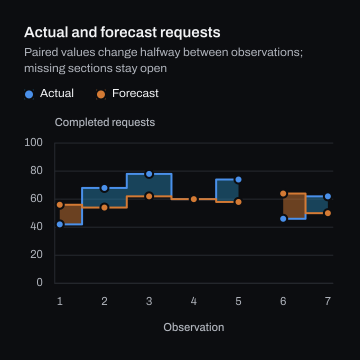 Actual and forecast requests
Paired values change halfway between observations;
missing sections stay open
Actual Forecast
Completed requests
100
80
60
40
20
0
1 2 3 4 5 6 7
Observation